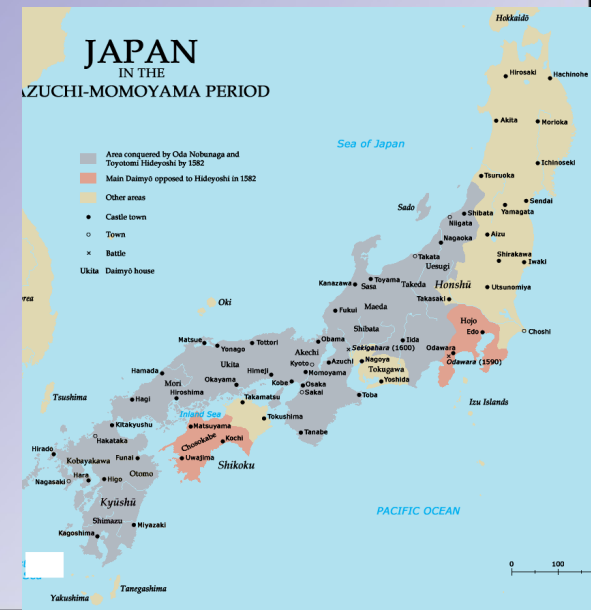 Hokkaidō
JAPAN
IN THE
AZUCHI-MOMOYAMA PERIOD
Hirosaki
Hachinohe
Akita
Morioka
Sea of Japan
Area conquered by Oda Nobunaga and
Toyotomi Hideyoshi by 1582
Main Daimyō opposed to Hideyoshi in 1582
Other areas
Castle town
Town
Battle
Ukita Daimyō house
Ichinoseki
Tsuruoka
Sendai
Yamagata
Sado
Shibata
Niigata
Nagaoka
Aizu
Takata
Uesugi
Shirakawa
Iwaki
Toyama
Takeda
Honshū
Kanazawa
Sasa
Utsunomiya
Takasaki
Maeda
Oki
Fukui
Hojo
Shibata
Edo
Choshi
Matsue
Tottori
Obama
Iida
Yonago
Akechi
Sekigahara (1600)
Odawara
Ukita
Kyoto
Azuchi
Nagoya
Odawara (1590)
Hamada
Himeji
Momoyama
Tokugawa
Mori
Okayama
Kobe
Osaka
Yoshida
Hiroshima
Sakai
Toba
Tsushima
Hagi
Takamatsu
Izu Islands
Inland Sea
Tokushima
Kitakyushu
Matsuyama
Tanabe
Hakataka
Chosokabe
Kochi
Hirado
Kobayakawa
Funai
Uwajima
Shikoku
Hara
Otomo
Nagasaki
Higo
Kyūshū
PACIFIC OCEAN
Shimazu
Miyazaki
Kagoshima
0 100
Tanegashima
Yakushima